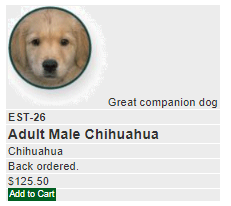 Great companion dog
EST-26
Adult Male Chihuahua
Chihuahua
Back ordered.
$125.50
Add to Cart